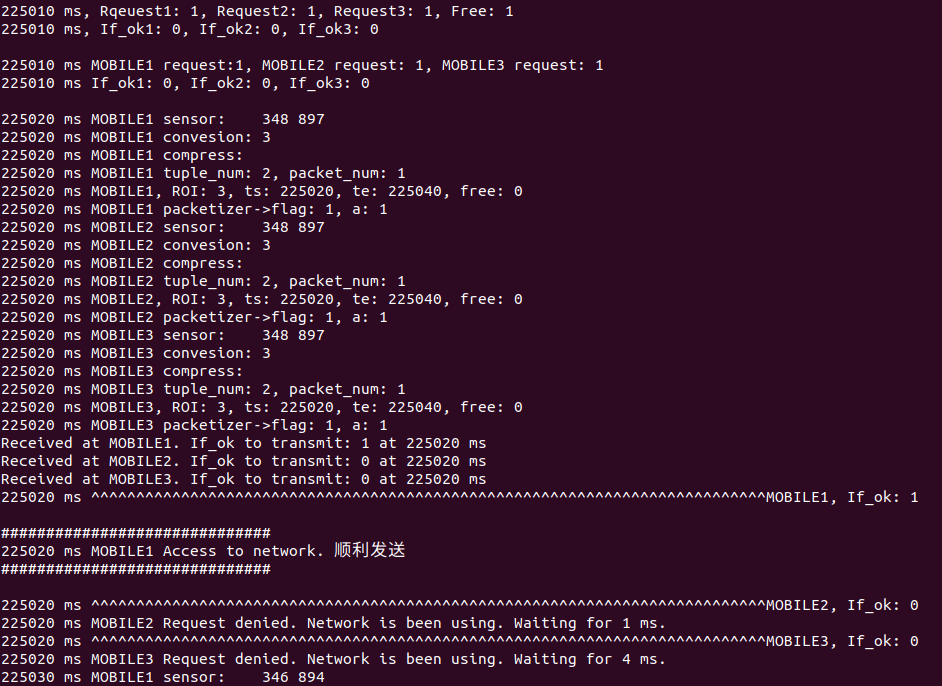 225010 ms, Rqeuest1: 1, Request2: 1, Request3: 1, Free: 1
225010 ms, If_ok1: 0, If_ok2: 0, If_ok3: 0
225010 ms MOBILE1 request:1, MOBILE2 request: 1, MOBILE3 request: 1
225010 ms If_ok1: 0, If_ok2: 0, If_ok3: 0
225020 ms MOBILE1 sensor:    348 897
225020 ms MOBILE1 convesion: 3
225020 ms MOBILE1 compress:
225020 ms MOBILE1 tuple_num: 2, packet_num: 1
225020 ms MOBILE1, ROI: 3, ts: 225020, te: 225040, free: 0
225020 ms MOBILE1 packetizer->flag: 1, a: 1
225020 ms MOBILE2 sensor:    348 897
225020 ms MOBILE2 convesion: 3
225020 ms MOBILE2 compress:
225020 ms MOBILE2 tuple_num: 2, packet_num: 1
225020 ms MOBILE2, ROI: 3, ts: 225020, te: 225040, free: 0
225020 ms MOBILE2 packetizer->flag: 1, a: 1
225020 ms MOBILE3 sensor:    348 897
225020 ms MOBILE3 convesion: 3
225020 ms MOBILE3 compress:
225020 ms MOBILE3 tuple_num: 2, packet_num: 1
225020 ms MOBILE3, ROI: 3, ts: 225020, te: 225040, free: 0
225020 ms MOBILE3 packetizer->flag: 1, a: 1
Received at MOBILE1. If_ok to transmit: 1 at 225020 ms
Received at MOBILE2. If_ok to transmit: 0 at 225020 ms
Received at MOBILE3. If_ok to transmit: 0 at 225020 ms
225020 ms ^^^^^^^^^^^^^^^^^^^^^^^^^^^^^^^^^^^^^^^^^^^^^^^^^^^^^^^^^^^^^^^^^^^^^^^^^^^MOBILE1, If_ok: 1
##############################
225020 ms MOBILE1 Access to network. 顺利发送
##############################
225020 ms ^^^^^^^^^^^^^^^^^^^^^^^^^^^^^^^^^^^^^^^^^^^^^^^^^^^^^^^^^^^^^^^^^^^^^^^^^^^MOBILE2, If_ok: 0
225020 ms MOBILE2 Request denied. Network is been using. Waiting for 1 ms.
225020 ms ^^^^^^^^^^^^^^^^^^^^^^^^^^^^^^^^^^^^^^^^^^^^^^^^^^^^^^^^^^^^^^^^^^^^^^^^^^^MOBILE3, If_ok: 0
225020 ms MOBILE3 Request denied. Network is been using. Waiting for 4 ms.
225030 ms MOBILE1 sensor:    346 894